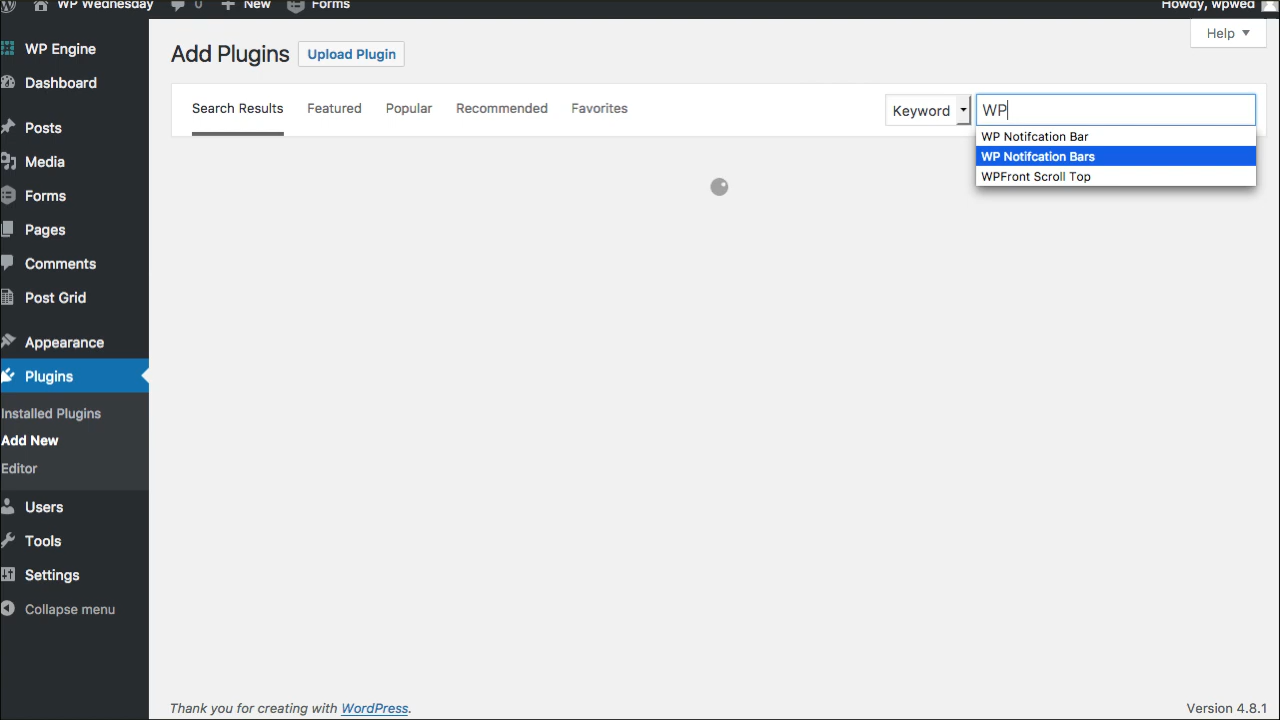 WP Wednesday 0 New Forms Howdy, wpwed
WP Engine
Dashboard
Posts
Media
Forms
Pages
Comments
Post Grid
Appearance
Plugins
Installed Plugins
Add New
Editor
Users
Tools
Settings
Collapse menu
Help
Add Plugins Upload Plugin
Search Results Featured Popular Recommended Favorites Keyword WP
WP Notifcation Bar
WP Notifcation Bars
WPFront Scroll Top
Thank you for creating with WordPress. Version 4.8.1